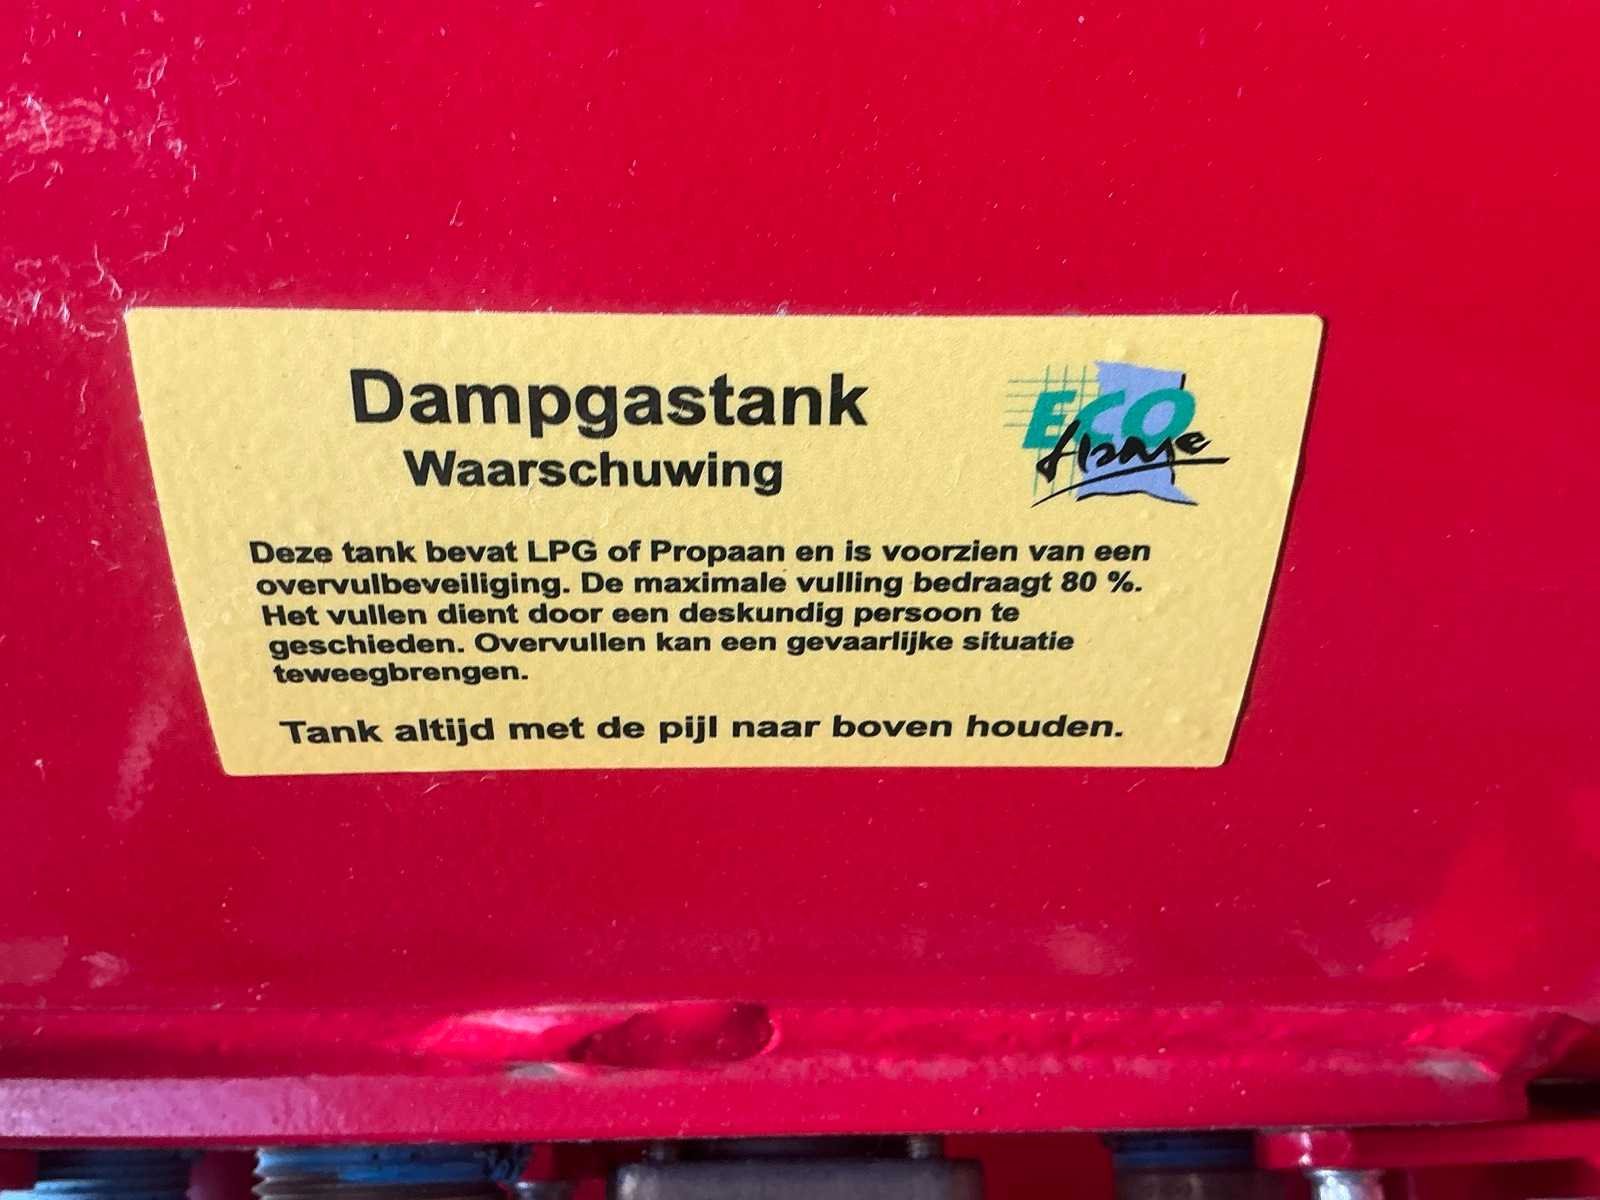 Dampgastank
Waarschuwing
ECO
Home
Deze tank bevat LPG of Propaan en is voorzien van een
overvulbeveiliging. De maximale vulling bedraagt 80 %.
Het vullen dient door een deskundig persoon te
geschieden. Overvullen kan een gevaarlijke situatie
teweegbrengen.
Tank altijd met de pijl naar boven houden.